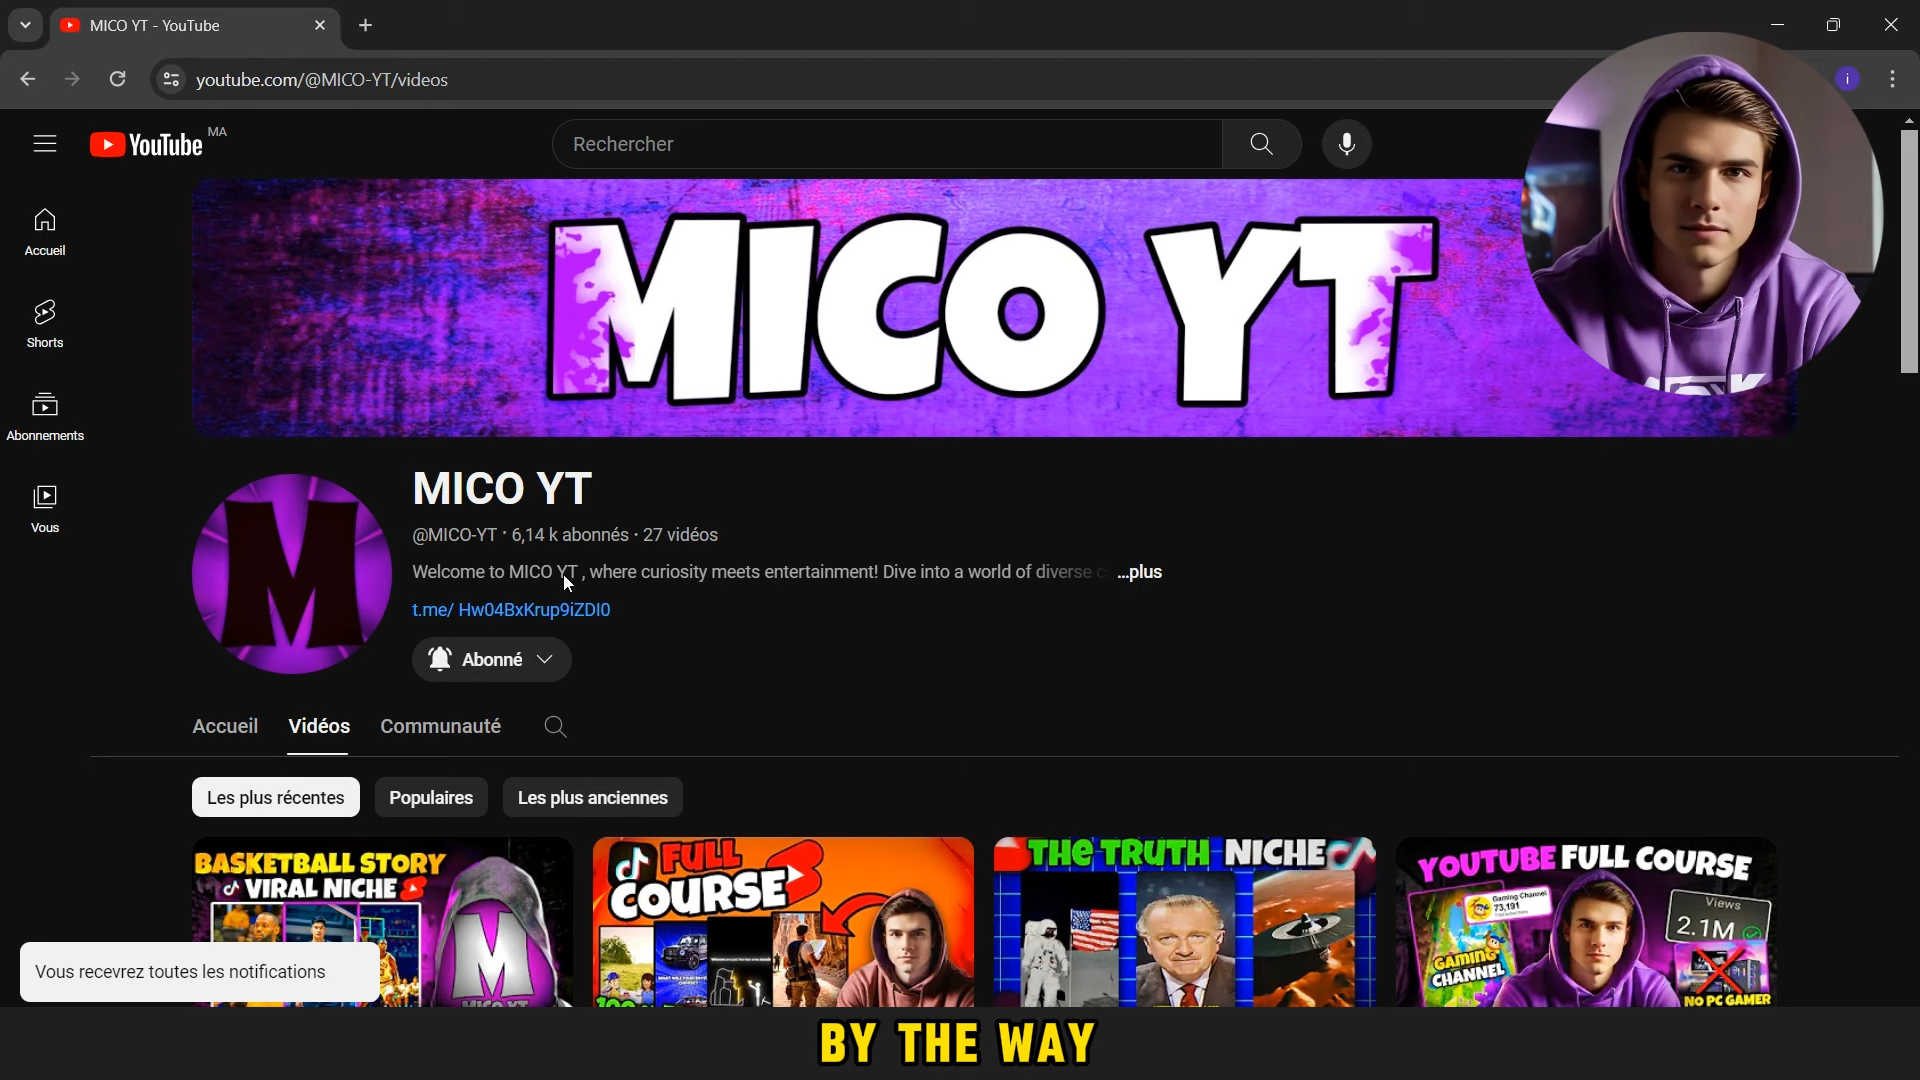 MICO YT - YouTube
youtube.com/@MICO-YT/videos
i
YouTube MA
Rechercher
Accueil
Shorts
Abonnements
Vous
MICO YT
M
MICO YT
@MICO-YT · 6,14 k abonnés · 27 vidéos
Welcome to MICO YT , where curiosity meets entertainment! Dive into a world of diverse c ...plus
t.me/ Hw04BxKrup9iZDI0
Abonné
Accueil Vidéos Communauté
Les plus récentes Populaires Les plus anciennes
BASKETBALL STORY
VIRAL NICHE
M
MICO YT
FULL
COURSE
100
THE TRUTH NICHE
YOUTUBE FULL COURSE
Gaming Channel
73,191
Views
2.1M
GAMING
CHANNEL
NO PC GAMER
Vous recevrez toutes les notifications
BY THE WAY